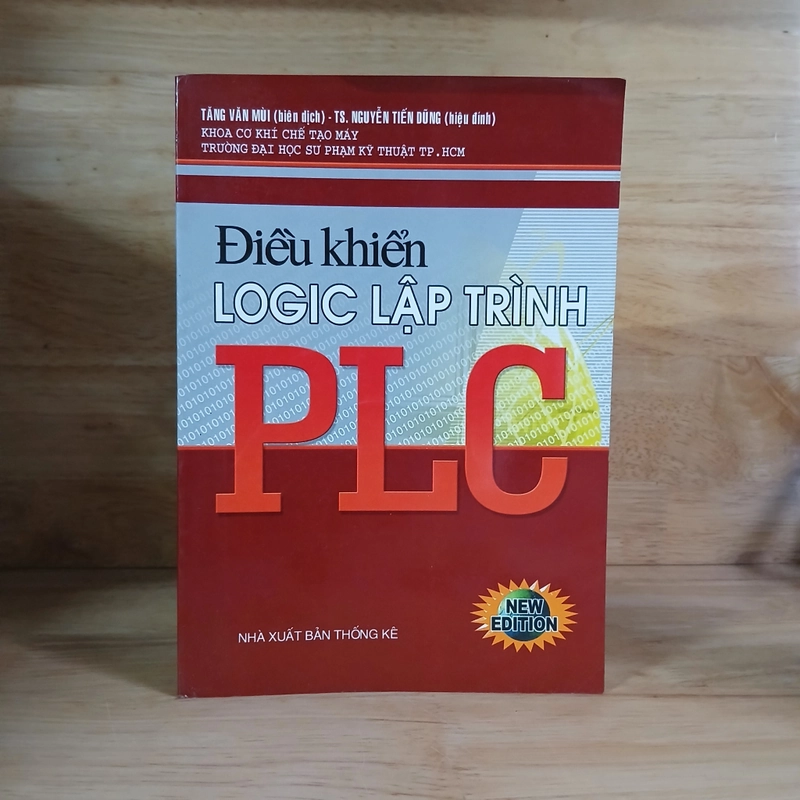 TĂNG VĂN MÙI (biên dịch) - TS. NGUYỄN TIẾN DŨNG (hiệu đính)
KHOA CƠ KHÍ CHẾ TẠO MÁY
TRƯỜNG ĐẠI HỌC SƯ PHẠM KỸ THUẬT TP.HCM
Điều khiển
LOGIC LẬP TRÌNH
PLC
NEW
EDITION
NHÀ XUẤT BẢN THỐNG KÊ